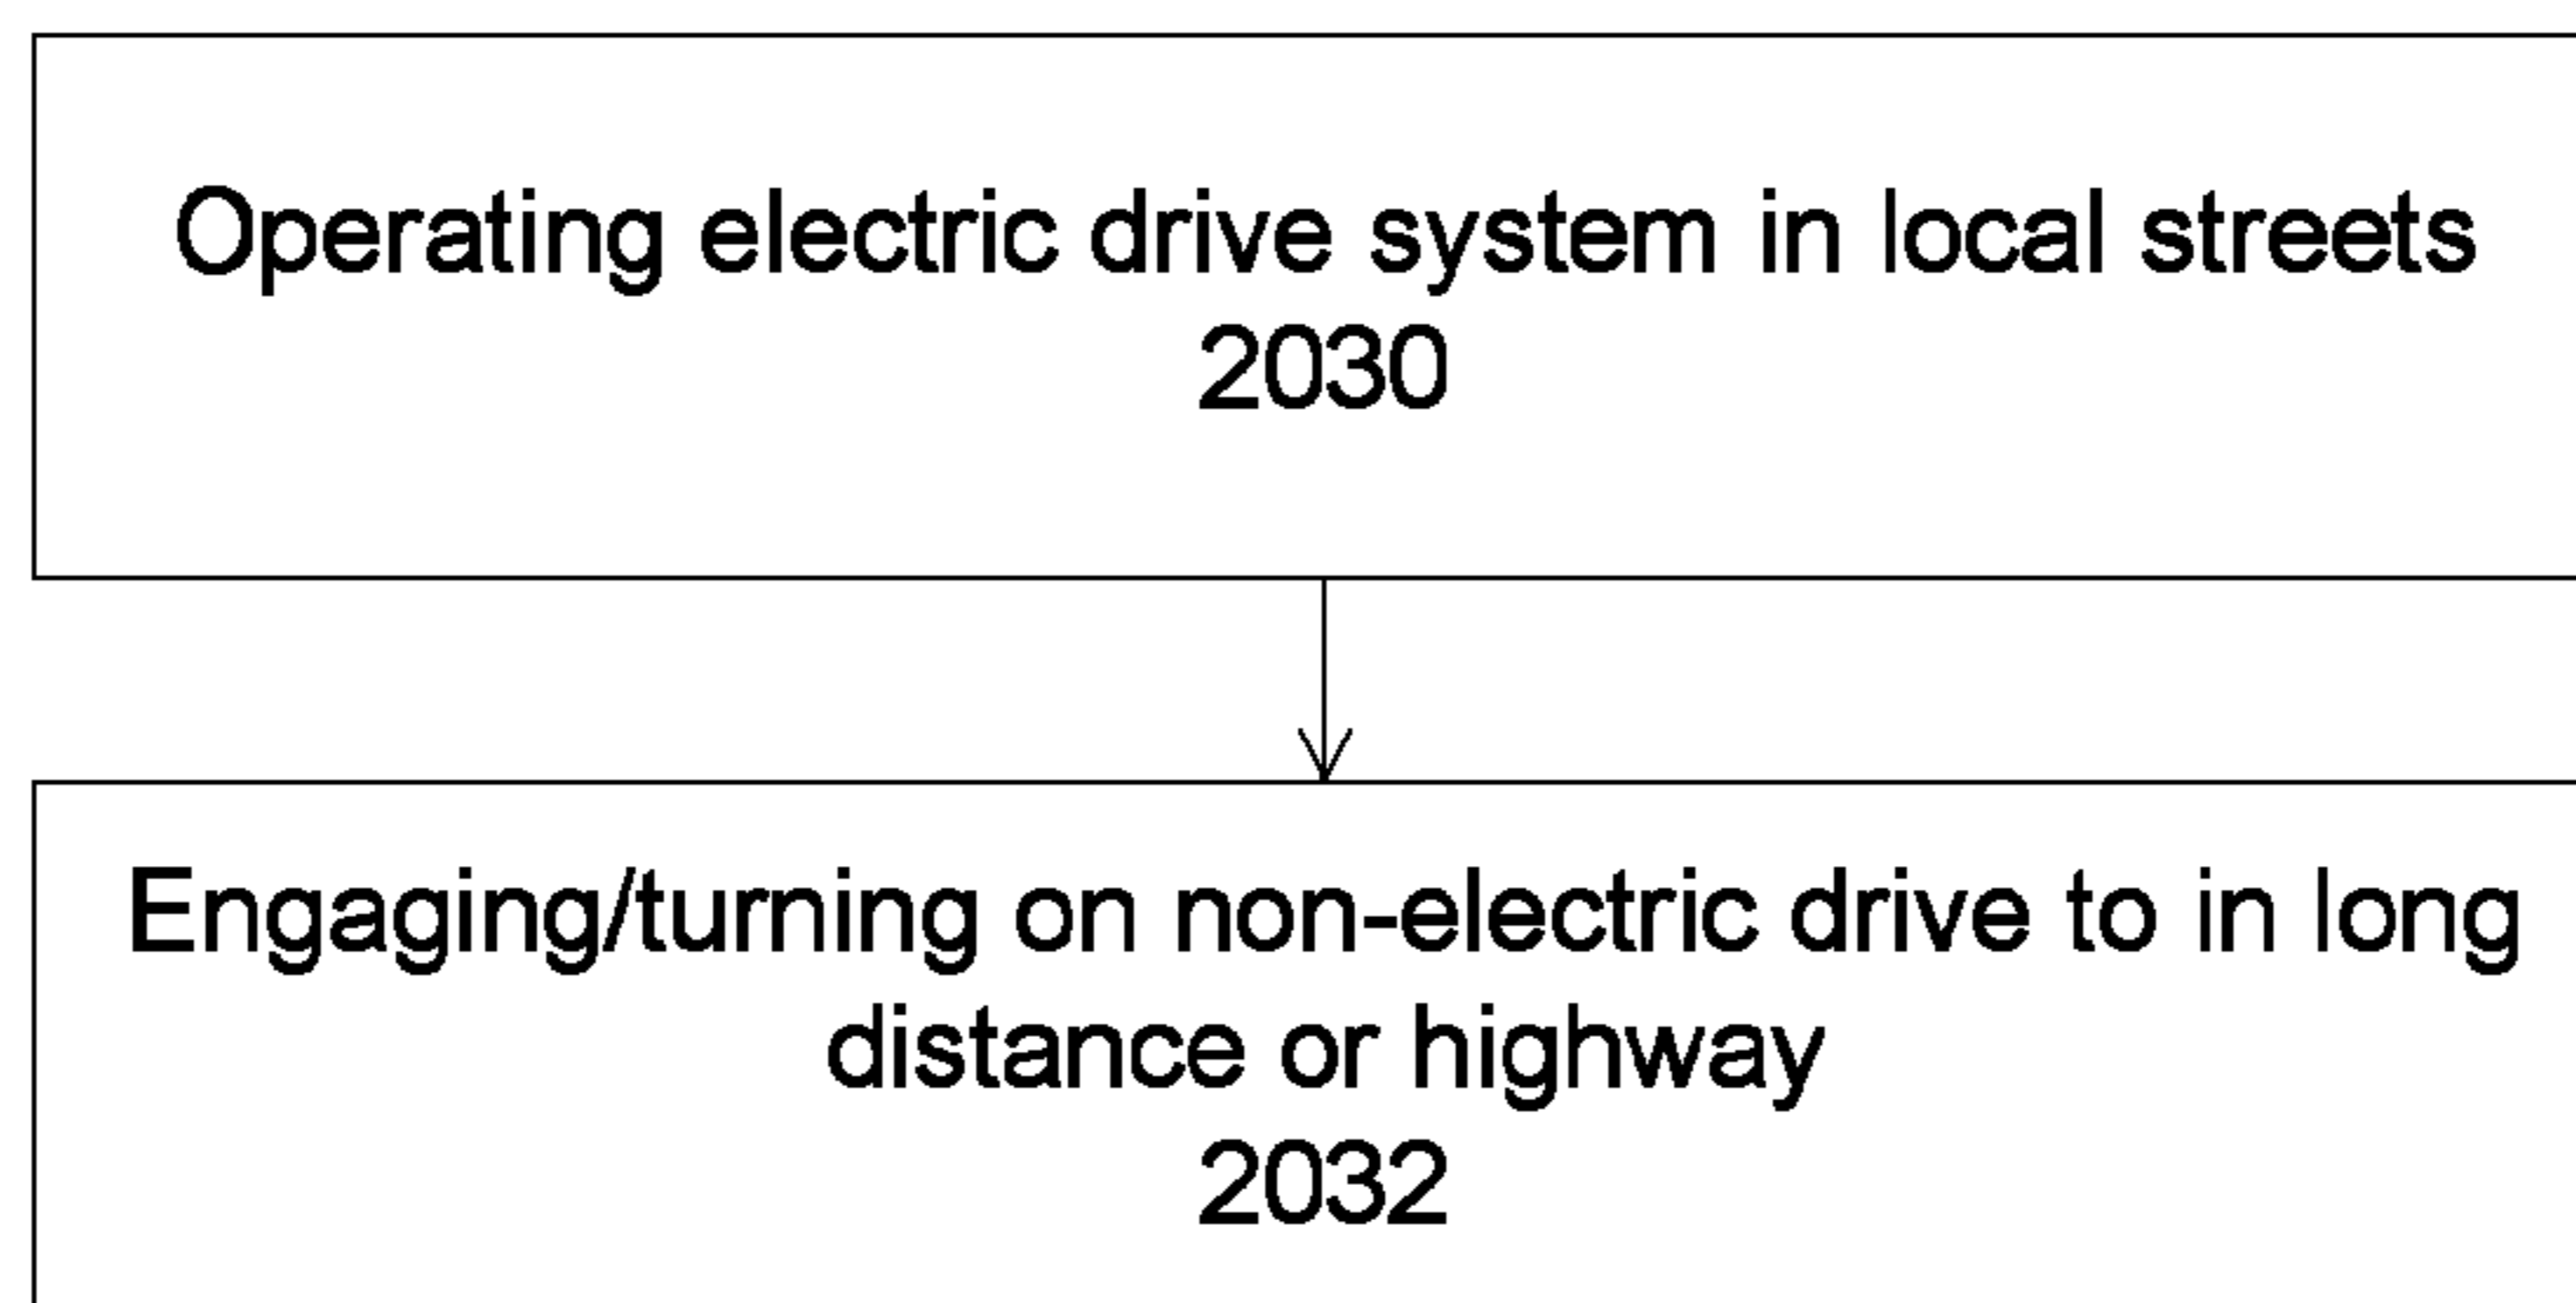 Operating electric drive system in local streets
2030
Engaging/turning on non-electric drive to in long
distance or highway
2032